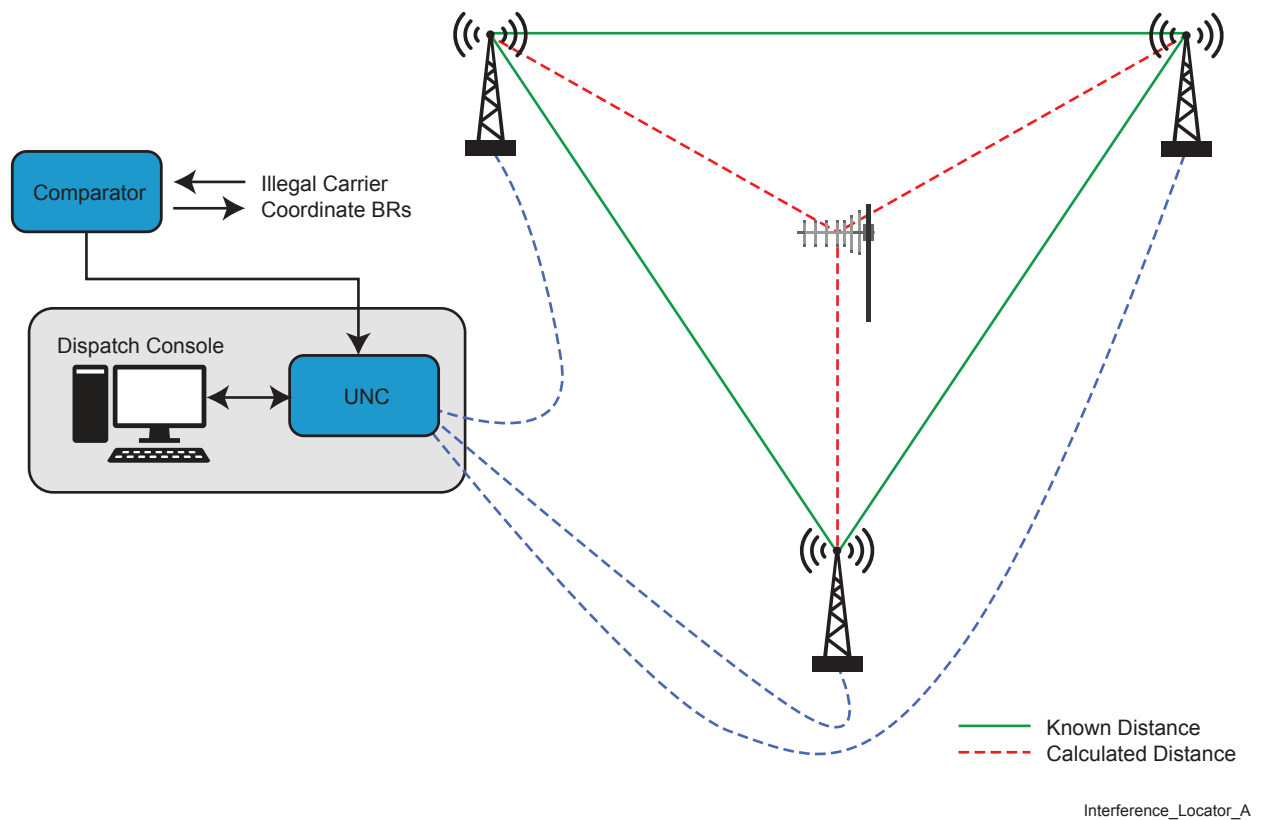 Comparator
Illegal Carrier
Coordinate BRs
Dispatch Console
UNC
Known Distance
Calculated Distance
Interference_Locator_A